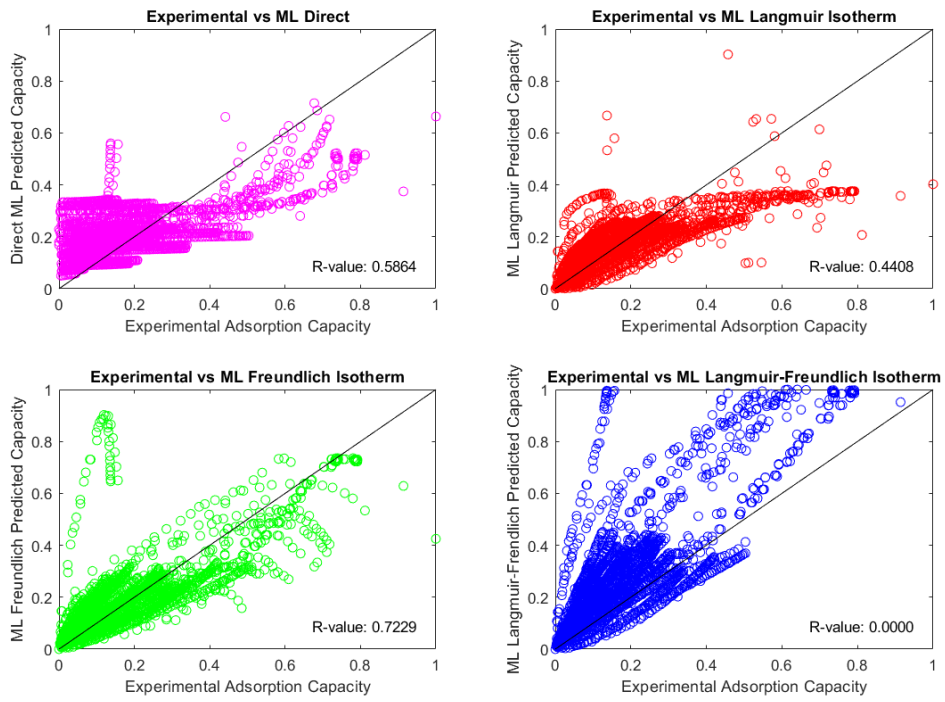 Experimental vs ML Direct
Direct ML Predicted Capacity
1
0.8
0.6
0.4
0.2
0
0 0.2 0.4 0.6 0.8 1
R-value: 0.5864
Experimental Adsorption Capacity
Experimental vs ML Langmuir Isotherm
ML Langmuir Predicted Capacity
1
0.8
0.6
0.4
0.2
0
0 0.2 0.4 0.6 0.8 1
R-value: 0.4408
Experimental Adsorption Capacity
Experimental vs ML Freundlich Isotherm
ML Freundlich Predicted Capacity
1
0.8
0.6
0.4
0.2
0
0 0.2 0.4 0.6 0.8 1
R-value: 0.7229
Experimental Adsorption Capacity
Experimental vs ML Langmuir-Freundlich Isotherm
ML Langmuir-Frendlich Predicted Capacity
1
0.8
0.6
0.4
0.2
0
0 0.2 0.4 0.6 0.8 1
R-value: 0.0000
Experimental Adsorption Capacity